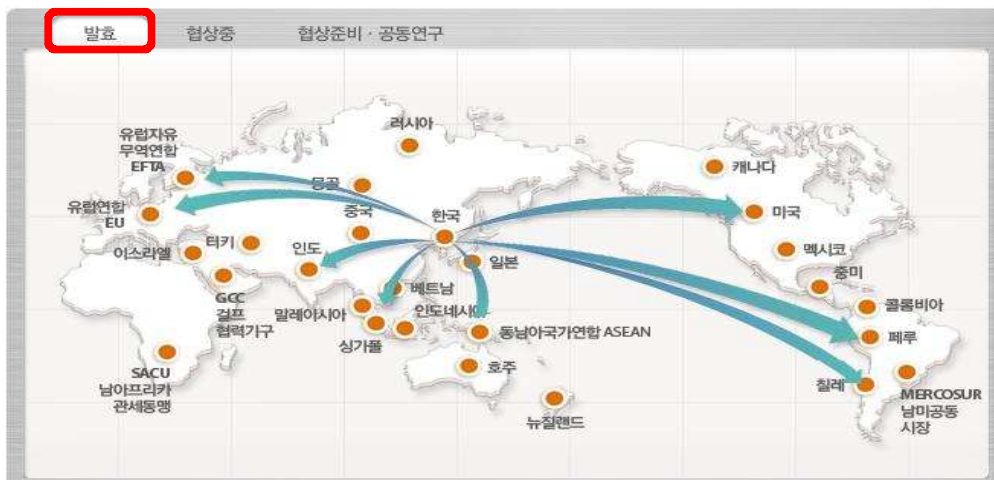 발효
협상중
협상준비 · 공동연구
러시아
유럽자유
무역연합
EFTA
캐나다
몽골
유럽연합
EU
중국
한국
미국
터키
이스라엘
인도
일본
멕시코
중미
GCC
걸프
협력기구
베트남
말레이시아
인도네시아
콜롬비아
싱가폴
동남아국가연합 ASEAN
페루
호주
SACU
남아프리카
관세동맹
칠레
MERCOSUR
남미공동
시장
뉴질랜드